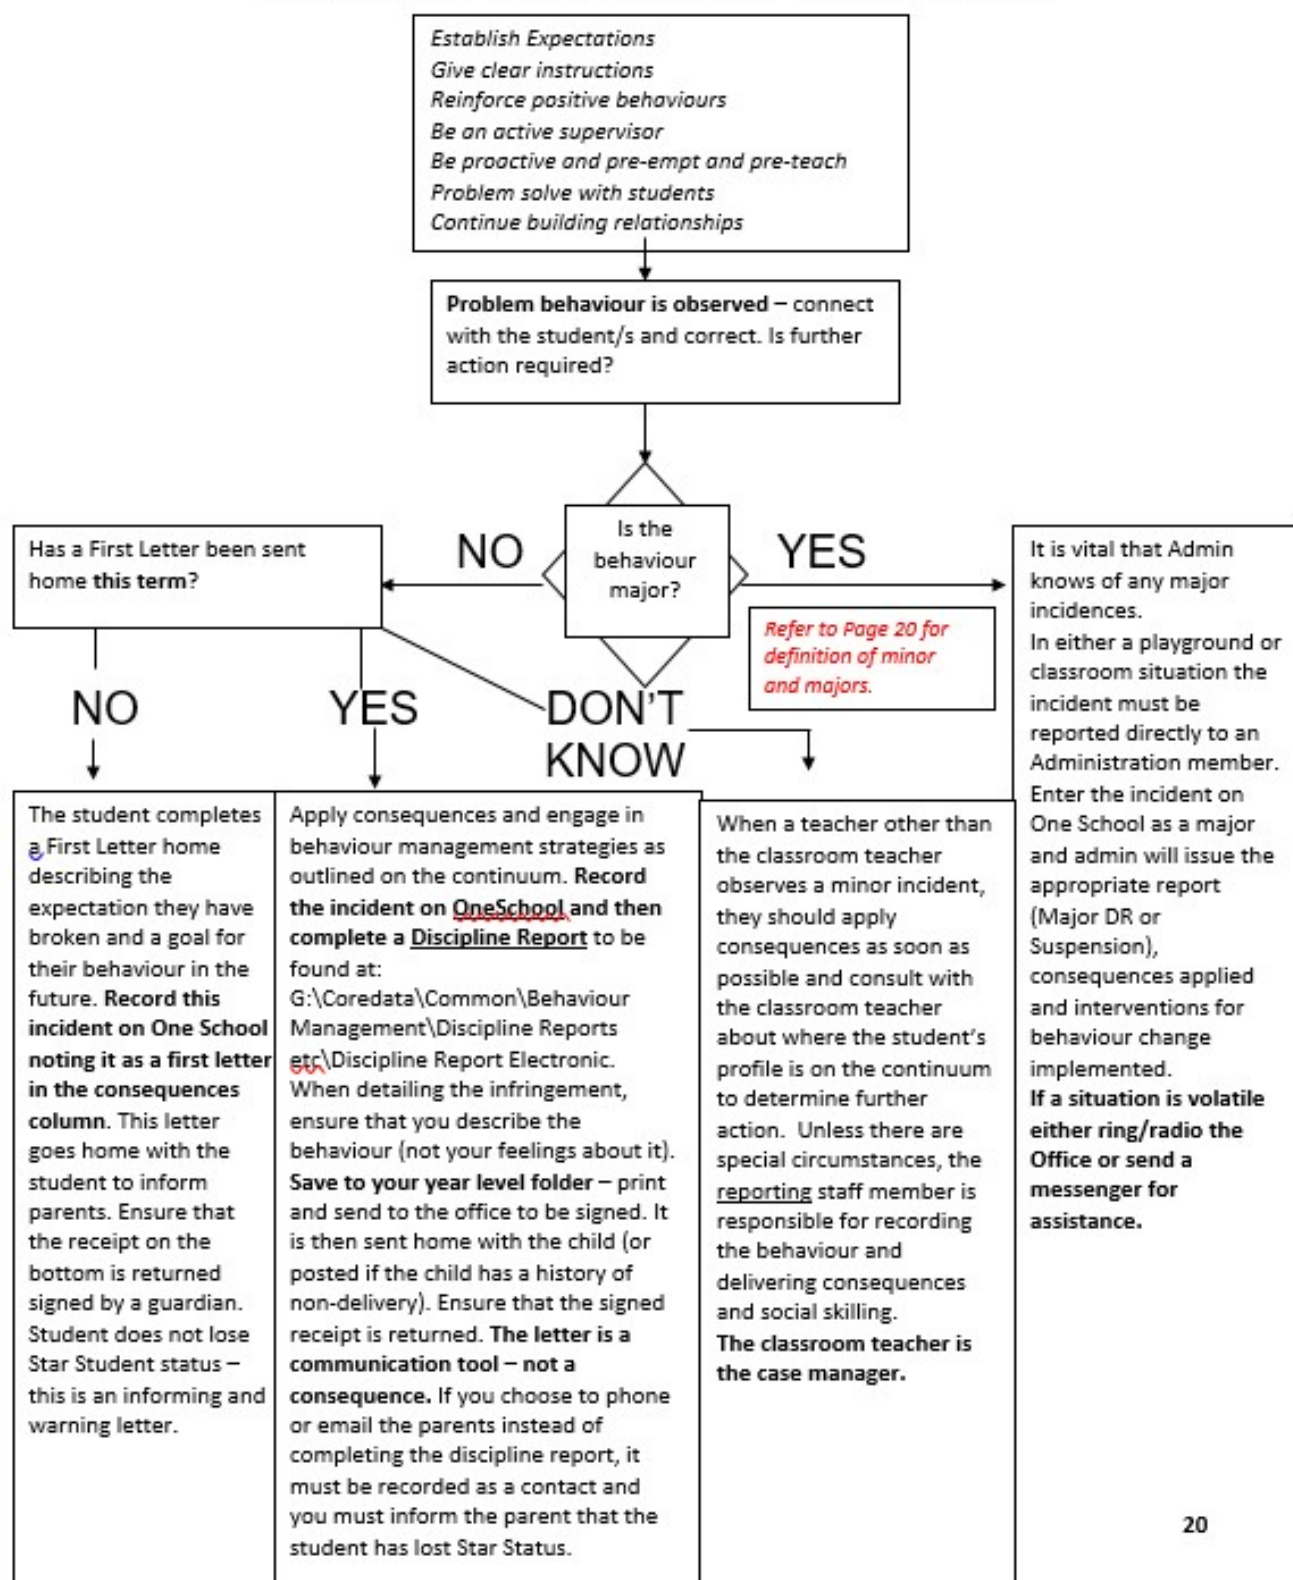 Establish Expectations
Give clear instructions
Reinforce positive behaviours
Be an active supervisor
Be proactive and pre-empt and pre-teach
Problem solve with students
Continue building relationships
Problem behaviour is observed – connect
with the student/s and correct. Is further
action required?
Is the
behaviour
major?
NO
YES
Has a First Letter been sent
home this term?
Refer to Page 20 for
definition of minor
and majors.
NO
YES
DON'T
KNOW
The student completes
a First Letter home
describing the
expectation they have
broken and a goal for
their behaviour in the
future. Record this
incident on One School
noting it as a first letter
in the consequences
column. This letter
goes home with the
student to inform
parents. Ensure that
the receipt on the
bottom is returned
signed by a guardian.
Student does not lose
Star Student status –
this is an informing and
warning letter.
Apply consequences and engage in
behaviour management strategies as
outlined on the continuum. Record
the incident on OneSchool and then
complete a Discipline Report to be
found at:
G:\Coredata\Common\Behaviour
Management\Discipline Reports
etc\Discipline Report Electronic.
When detailing the infringement,
ensure that you describe the
behaviour (not your feelings about it).
Save to your year level folder – print
and send to the office to be signed. It
is then sent home with the child (or
posted if the child has a history of
non-delivery). Ensure that the signed
receipt is returned. The letter is a
communication tool – not a
consequence. If you choose to phone
or email the parents instead of
completing the discipline report, it
must be recorded as a contact and
you must inform the parent that the
student has lost Star Status.
When a teacher other than
the classroom teacher
observes a minor incident,
they should apply
consequences as soon as
possible and consult with
the classroom teacher
about where the student's
profile is on the continuum
to determine further
action. Unless there are
special circumstances, the
reporting staff member is
responsible for recording
the behaviour and
delivering consequences
and social skilling.
The classroom teacher is
the case manager.
It is vital that Admin
knows of any major
incidences.
In either a playground or
classroom situation the
incident must be
reported directly to an
Administration member.
Enter the incident on
One School as a major
and admin will issue the
appropriate report
(Major DR or
Suspension),
consequences applied
and interventions for
behaviour change
implemented.
If a situation is volatile
either ring/radio the
Office or send a
messenger for
assistance.
20